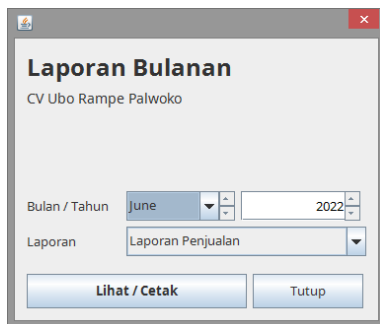 Laporan Bulanan
CV Ubo Rampe Palwoko
Bulan / Tahun June 2022
Laporan Laporan Penjualan
Lihat / Cetak Tutup